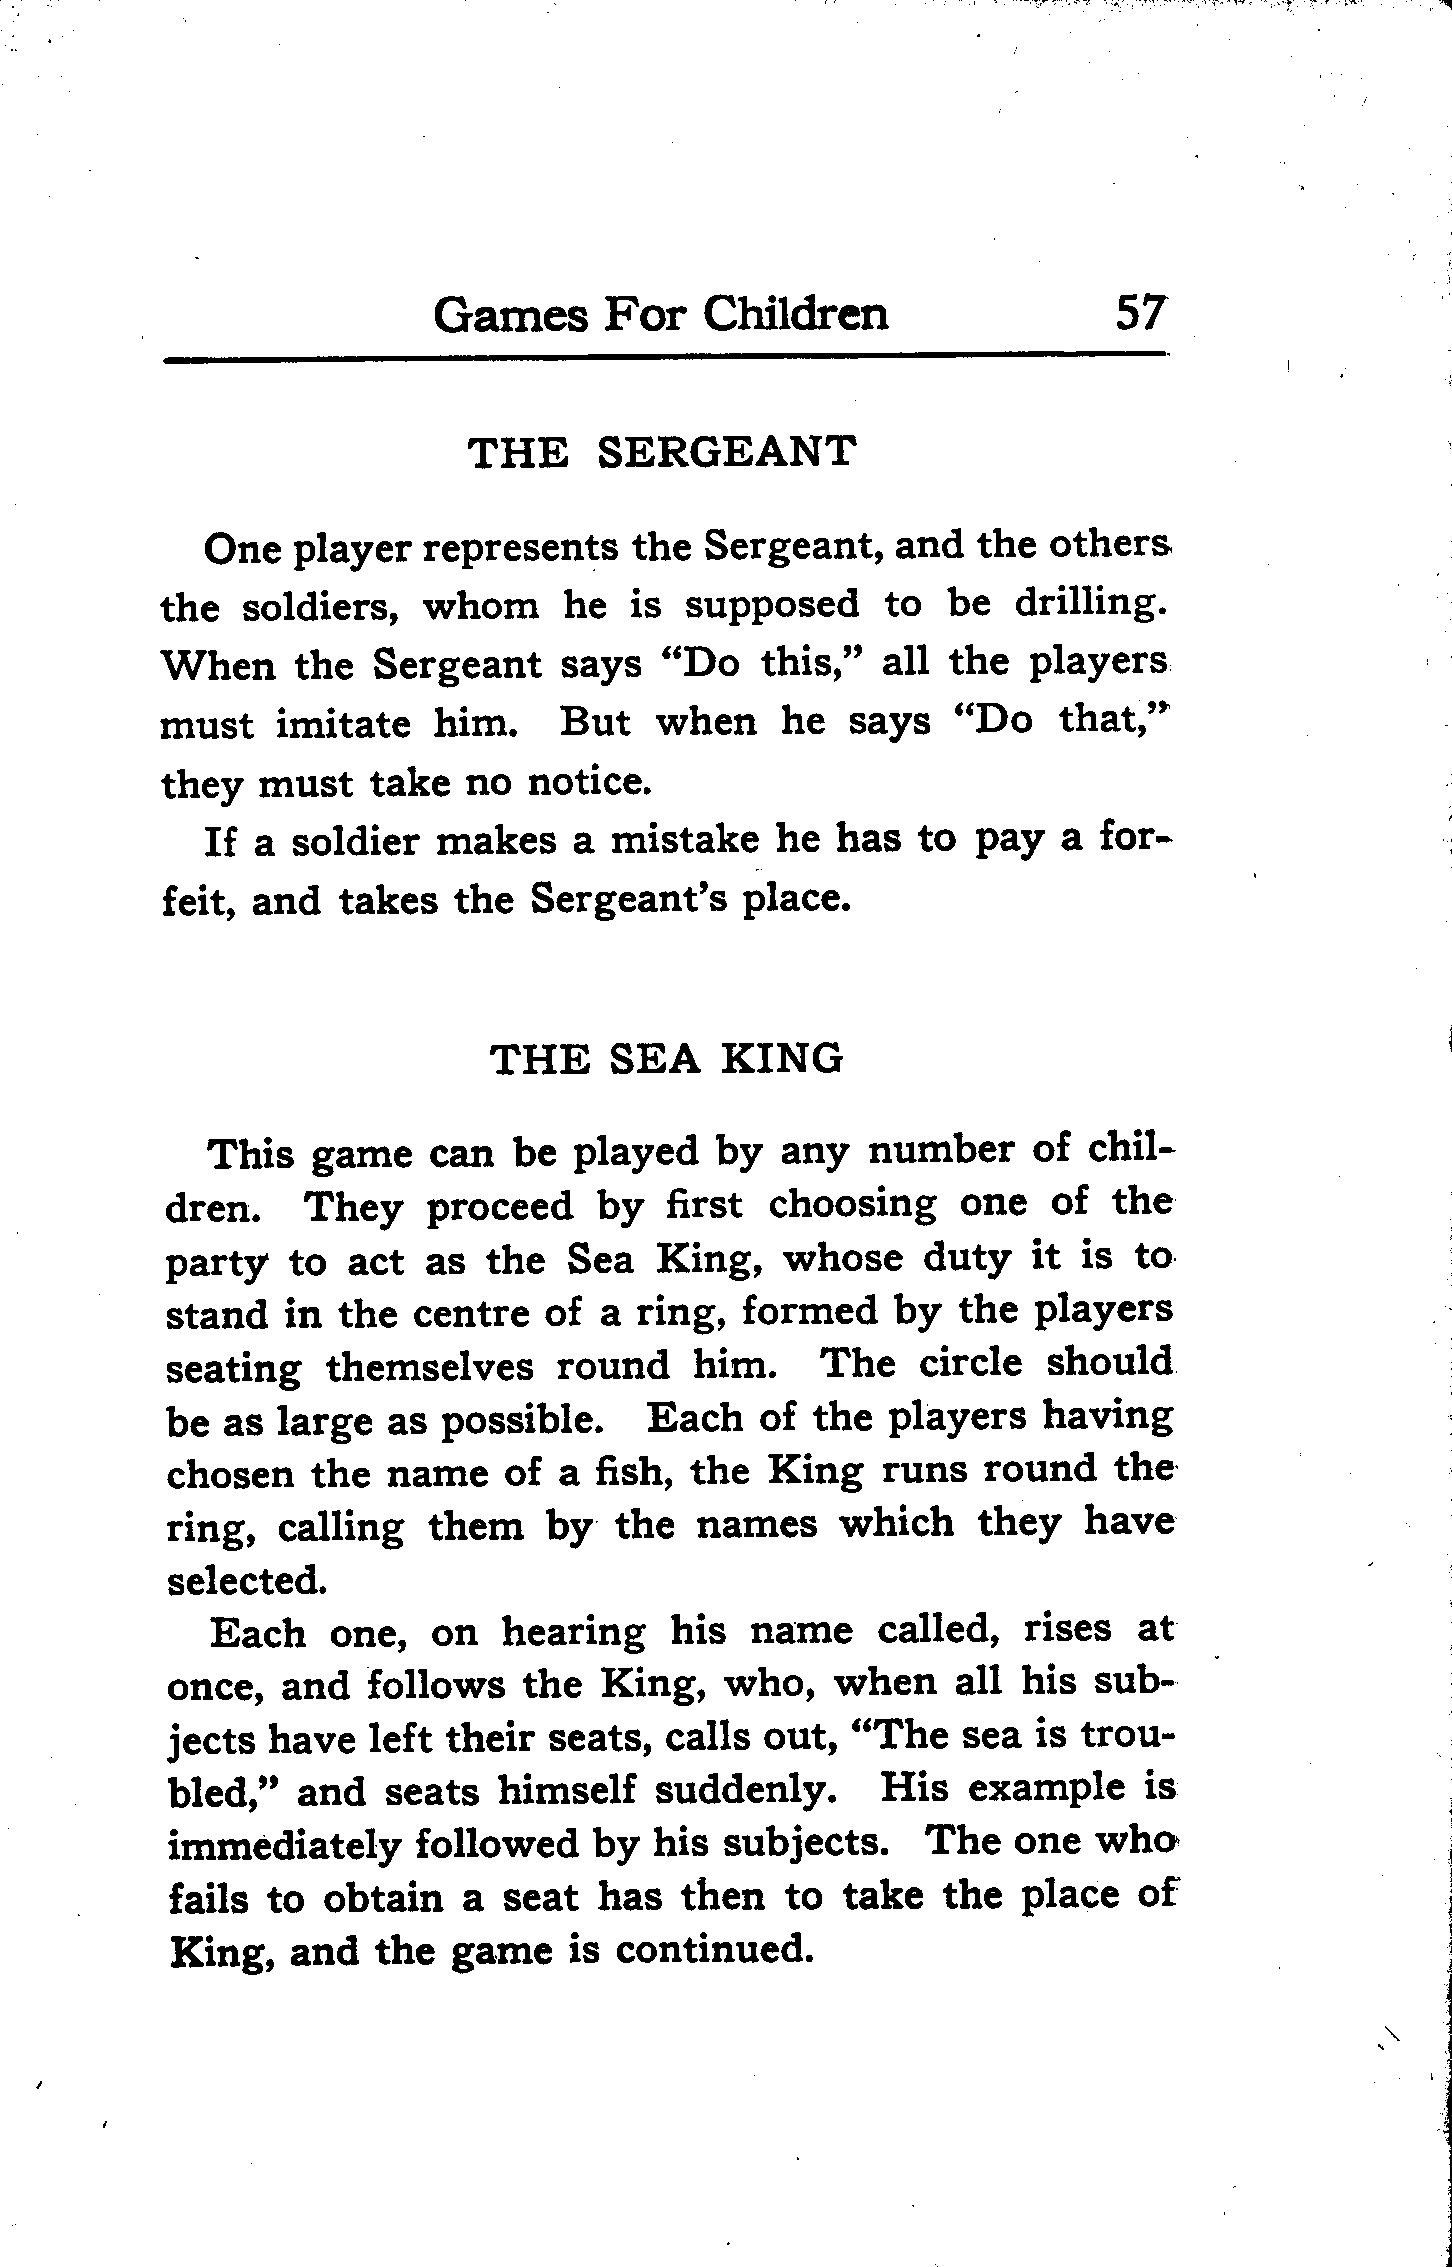 Games For Children 57
THE SERGEANT
One player represents the Sergeant, and the others
the soldiers, whom he is supposed to be drilling.
When the Sergeant says “Do this,” all the players
must imitate him. But when he says “Do that,”
they must take no notice.
If a soldier makes a mistake he has to pay a for-
feit, and takes the Sergeant’s place.
THE SEA KING
This game can be played by any number of chil-
dren. They proceed by first choosing one of the
party to act as the Sea King, whose duty it is to
stand in the centre of a ring, formed by the players
seating themselves round him. The circle should
be as large as possible. Each of the players having
chosen the name of a fish, the King runs round the
ring, calling them by the names which they have
selected.
Each one, on hearing his name called, rises at
once, and follows the King, who, when all his sub-
jects have left their seats, calls out, “The sea is trou-
bled,” and seats himself suddenly. His example is
immediately followed by his subjects. The one who
fails to obtain a seat has then to take the place of
King, and the game is continued.